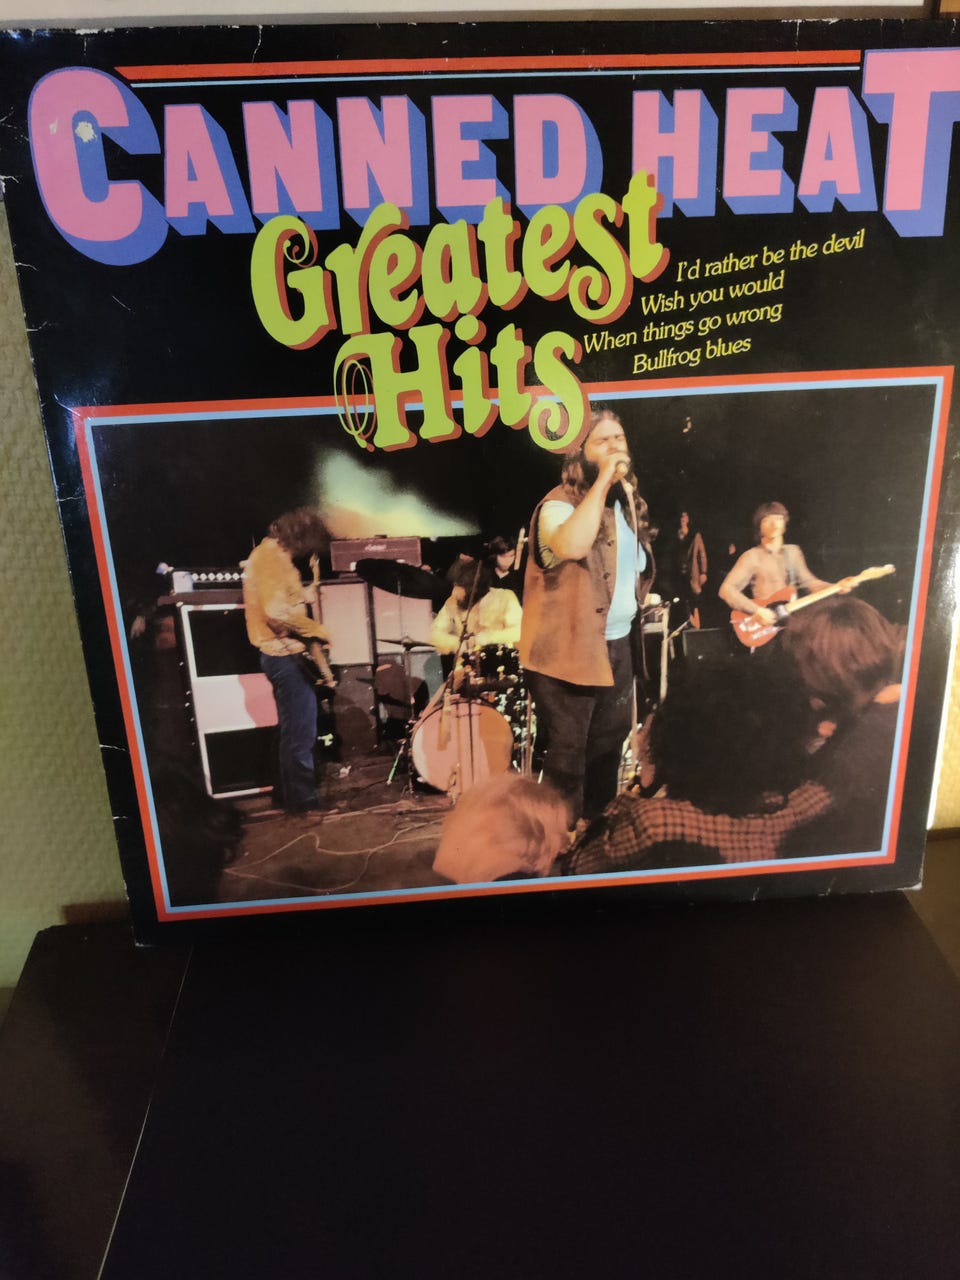 CANNED HEAT
Greatest
Hits
I'd rather be the devil
Wish you would
When things go wrong
Bullfrog blues